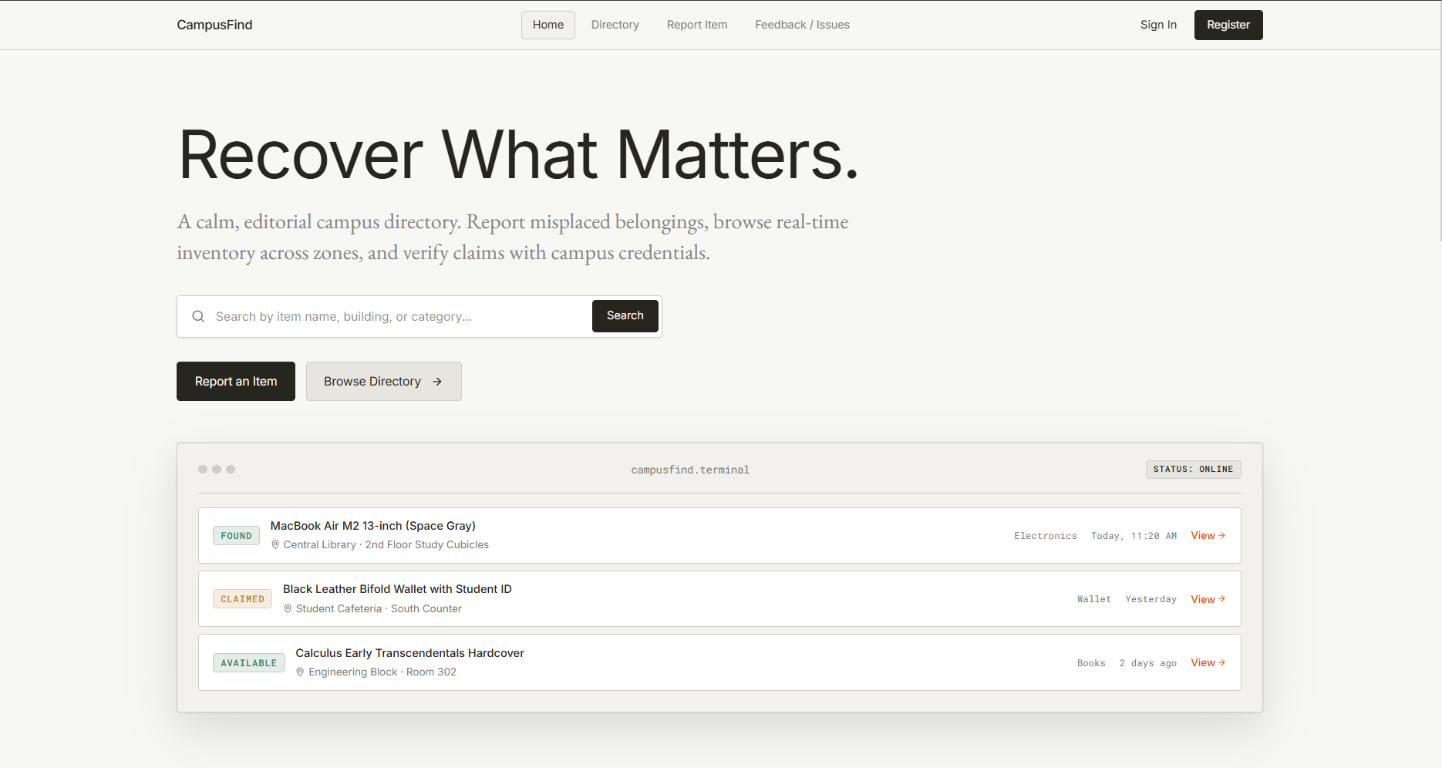 CampusFind
Home
Directory
Report Item
Feedback / Issues
Sign In
Register
Recover What Matters.
A calm, editorial campus directory. Report misplaced belongings, browse real-time
inventory across zones, and verify claims with campus credentials.
Search by item name, building, or category...
Search
Report an Item
Browse Directory →
campusfind.terminal
STATUS: ONLINE
FOUND
MacBook Air M2 13-inch (Space Gray)
Central Library · 2nd Floor Study Cubicles
Electronics
Today, 11:20 AM
View →
CLAIMED
Black Leather Bifold Wallet with Student ID
Student Cafeteria · South Counter
Wallet
Yesterday
View →
AVAILABLE
Calculus Early Transcendentals Hardcover
Engineering Block · Room 302
Books
2 days ago
View →